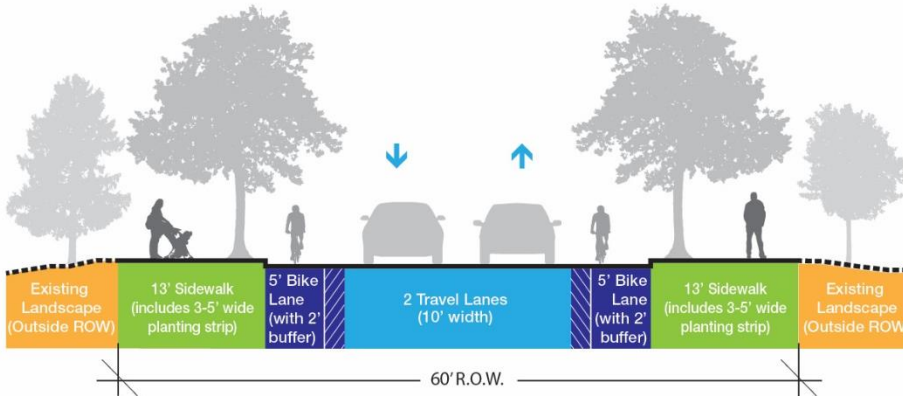 Existing
Landscape
(Outside ROW)
13' Sidewalk
(includes 3-5' wide
planting strip)
5' Bike
Lane
(with 2'
buffer)
2 Travel Lanes
(10' width)
5' Bike
Lane
(with 2'
buffer)
13' Sidewalk
(includes 3-5' wide
planting strip)
Existing
Landscape
(Outside ROW)
60' R.O.W.